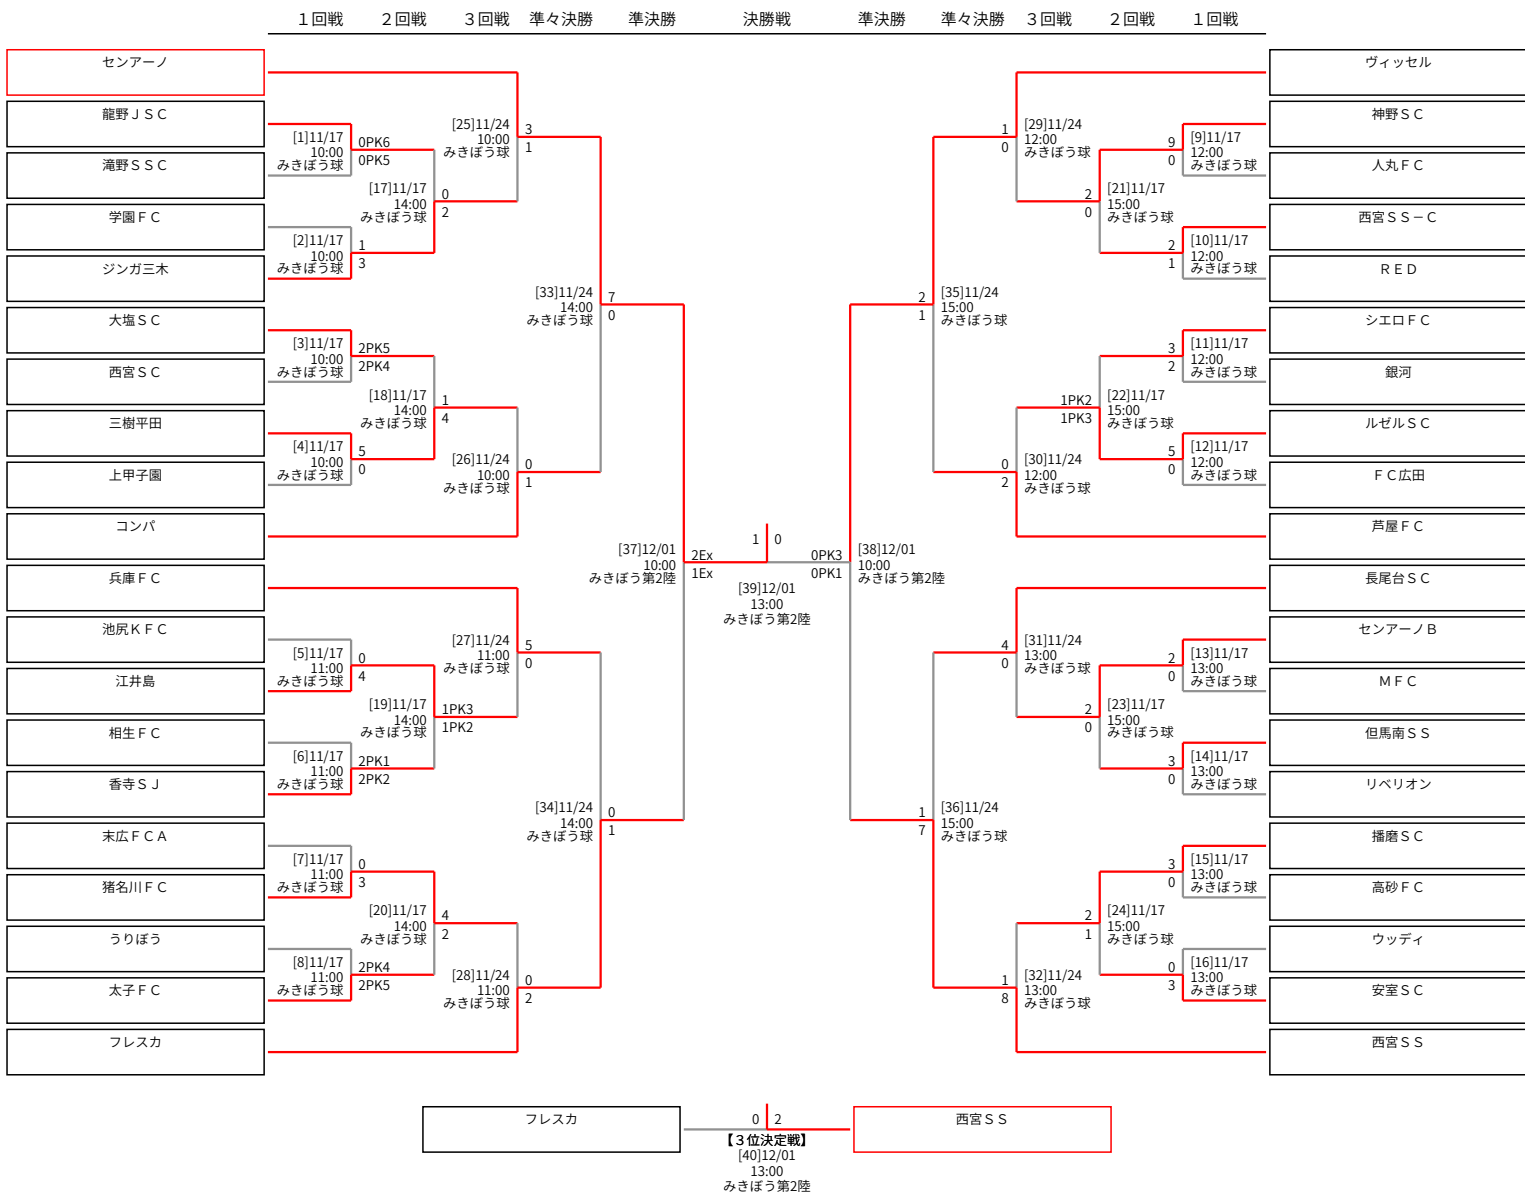 １回戦 ２回戦 ３回戦 準々決勝 準決勝 決勝戦 準決勝 準々決勝 ３回戦 ２回戦 １回戦
センアーノ
龍野ＪＳＣ
滝野ＳＳＣ
学園ＦＣ
ジンガ三木
大塩ＳＣ
西宮ＳＣ
三樹平田
上甲子園
コンパ
兵庫ＦＣ
池尻ＫＦＣ
江井島
相生ＦＣ
香寺ＳＪ
末広ＦＣＡ
猪名川ＦＣ
うりぼう
太子ＦＣ
フレスカ
[1]11/17
10:00
みきぼう球
0PK6
0PK5
[2]11/17
10:00
みきぼう球
1
3
[3]11/17
10:00
みきぼう球
2PK5
2PK4
[4]11/17
10:00
みきぼう球
5
0
[5]11/17
11:00
みきぼう球
0
4
[6]11/17
11:00
みきぼう球
2PK1
2PK2
[7]11/17
11:00
みきぼう球
0
3
[8]11/17
11:00
みきぼう球
2PK4
2PK5
[17]11/17
14:00
みきぼう球
0
2
[18]11/17
14:00
みきぼう球
1
4
[19]11/17
14:00
みきぼう球
1PK3
1PK2
[20]11/17
14:00
みきぼう球
4
2
[25]11/24
10:00
みきぼう球
3
1
[26]11/24
10:00
みきぼう球
0
1
[27]11/24
11:00
みきぼう球
5
0
[28]11/24
11:00
みきぼう球
0
2
[33]11/24
14:00
みきぼう球
7
0
[34]11/24
14:00
みきぼう球
0
1
[37]12/01
10:00
みきぼう第2陸
2Ex
1Ex
1 0
[39]12/01
13:00
みきぼう第2陸
0PK3
0PK1
[38]12/01
10:00
みきぼう第2陸
2
1
[35]11/24
15:00
みきぼう球
1
7
[36]11/24
15:00
みきぼう球
1
0
[29]11/24
12:00
みきぼう球
0
2
[30]11/24
12:00
みきぼう球
4
0
[31]11/24
13:00
みきぼう球
1
8
[32]11/24
13:00
みきぼう球
2
0
[21]11/17
15:00
みきぼう球
1PK2
1PK3
[22]11/17
15:00
みきぼう球
2
0
[23]11/17
15:00
みきぼう球
2
1
[24]11/17
15:00
みきぼう球
9
0
[9]11/17
12:00
みきぼう球
2
1
[10]11/17
12:00
みきぼう球
3
2
[11]11/17
12:00
みきぼう球
5
0
[12]11/17
12:00
みきぼう球
2
0
[13]11/17
13:00
みきぼう球
3
0
[14]11/17
13:00
みきぼう球
3
0
[15]11/17
13:00
みきぼう球
0
3
[16]11/17
13:00
みきぼう球
ヴィッセル
神野ＳＣ
人丸ＦＣ
西宮ＳＳ－Ｃ
ＲＥＤ
シエロＦＣ
銀河
ルゼルＳＣ
ＦＣ広田
芦屋ＦＣ
長尾台ＳＣ
センアーノＢ
ＭＦＣ
但馬南ＳＳ
リベリオン
播磨ＳＣ
高砂ＦＣ
ウッディ
安室ＳＣ
西宮ＳＳ
フレスカ
0 2
西宮ＳＳ
【３位決定戦】
[40]12/01
13:00
みきぼう第2陸